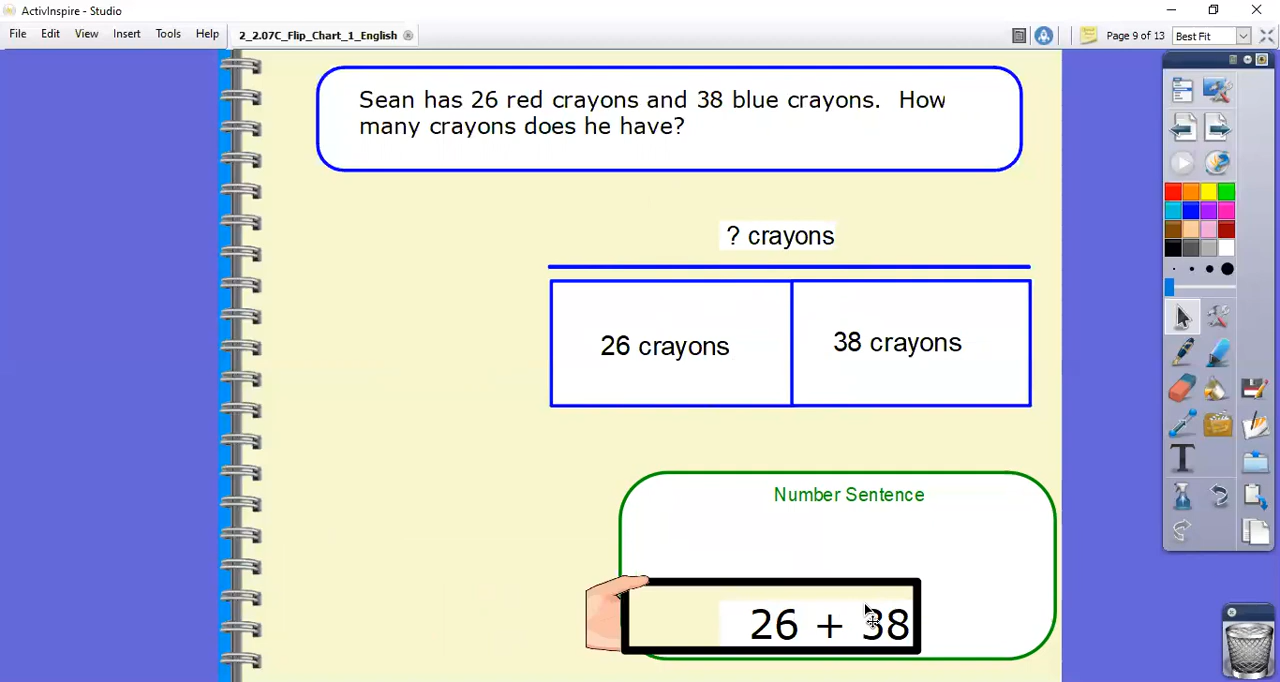 ActivInspire - Studio
File Edit View Insert Tools Help 2_2.07C_Flip_Chart_1_English Page 9 of 13 Best Fit
Sean has 26 red crayons and 38 blue crayons. How
many crayons does he have?
? crayons
26 crayons 38 crayons
Number Sentence
26 + 38